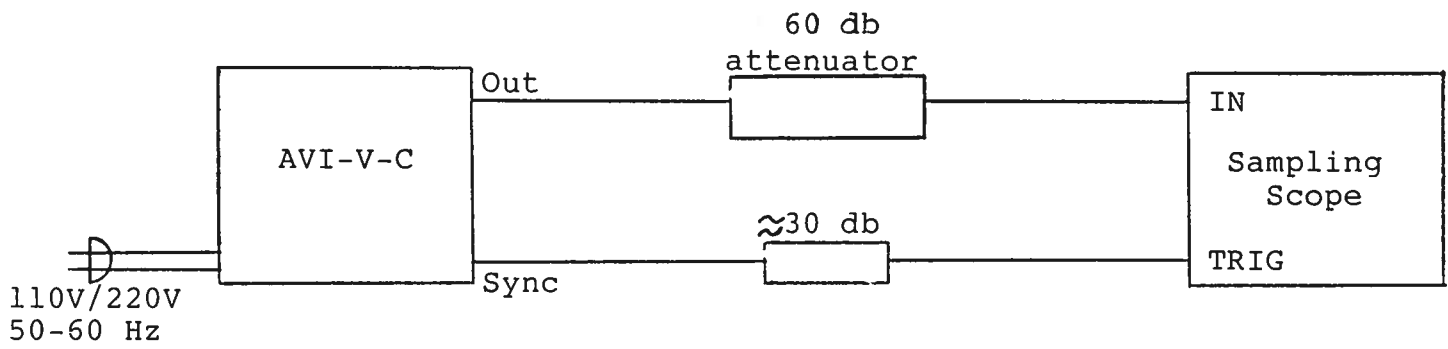 60 db
attenuator
Out
IN
AVI-V-C
Sampling
Scope
≈30 db
TRIG
Sync
110V/220V
50-60 Hz